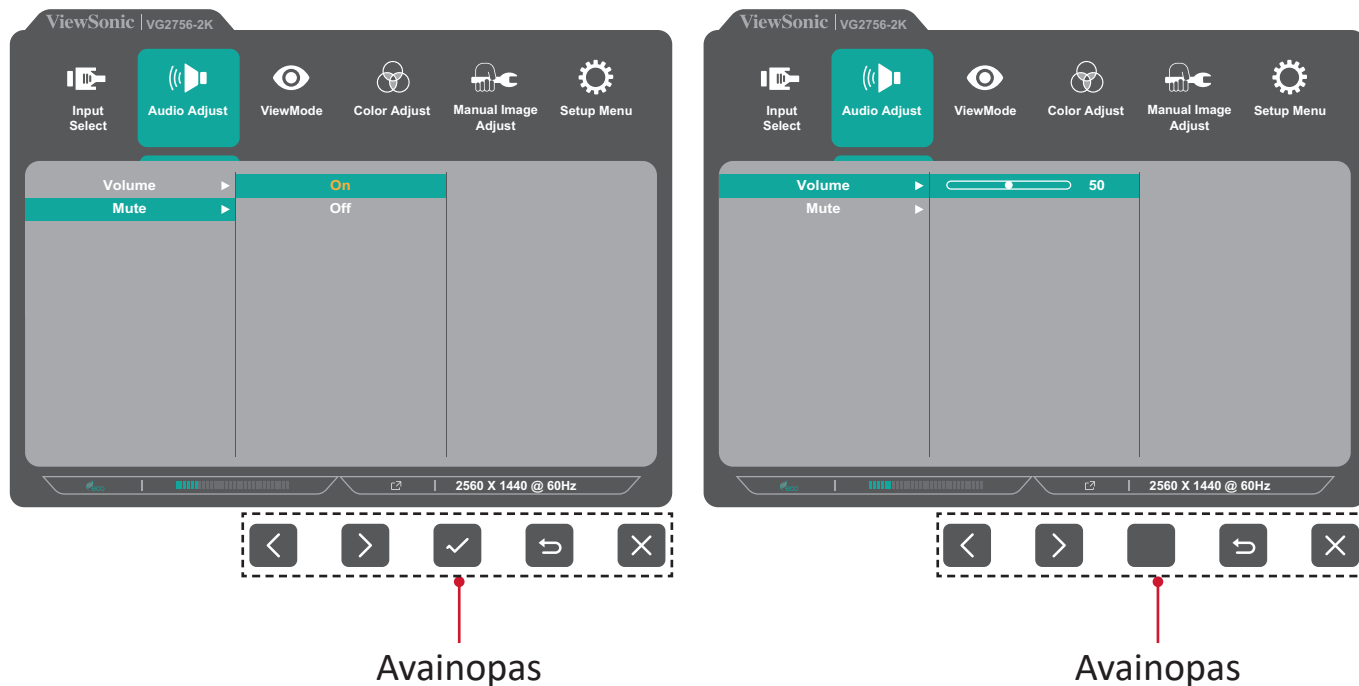 ViewSonic | VG2756-2K
Input Select
Audio Adjust
ViewMode
Color Adjust
Manual Image Adjust
Setup Menu
Volume
On
Mute
Off
eco
2560 X 1440 @ 60Hz
Avainopas
ViewSonic | VG2756-2K
Input Select
Audio Adjust
ViewMode
Color Adjust
Manual Image Adjust
Setup Menu
Volume
50
Mute
eco
2560 X 1440 @ 60Hz
Avainopas